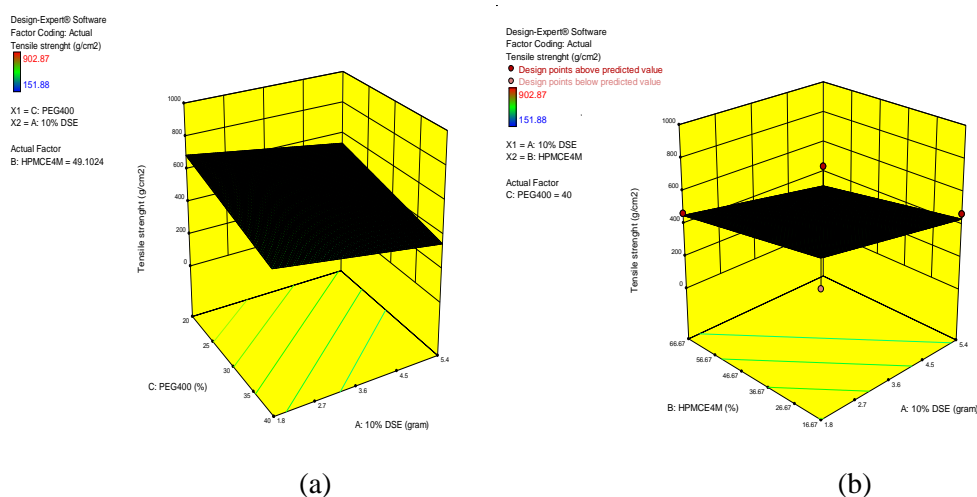 Design-Expert® Software
Factor Coding: Actual
Tensile strenght (g/cm2)
902.87
151.88
X1 = C: PEG400
X2 = A: 10% DSE
Actual Factor
B: HPMCE4M = 49.1024
1000
800
600
400
200
0
Tensile strenght (g/cm2)
20
25
30
35
40
C: PEG400 (%)
1.8
2.7
3.6
4.5
5.4
A: 10% DSE (gram)
(a)
Design-Expert® Software
Factor Coding: Actual
Tensile strenght (g/cm2)
Design points above predicted value
Design points below predicted value
902.87
151.88
X1 = A: 10% DSE
X2 = B: HPMCE4M
Actual Factor
C: PEG400 = 40
1000
800
600
400
200
0
Tensile strenght (g/cm2)
66.67
56.67
46.67
36.67
26.67
16.67
B: HPMCE4M (%)
1.8
2.7
3.6
4.5
5.4
A: 10% DSE (gram)
(b)